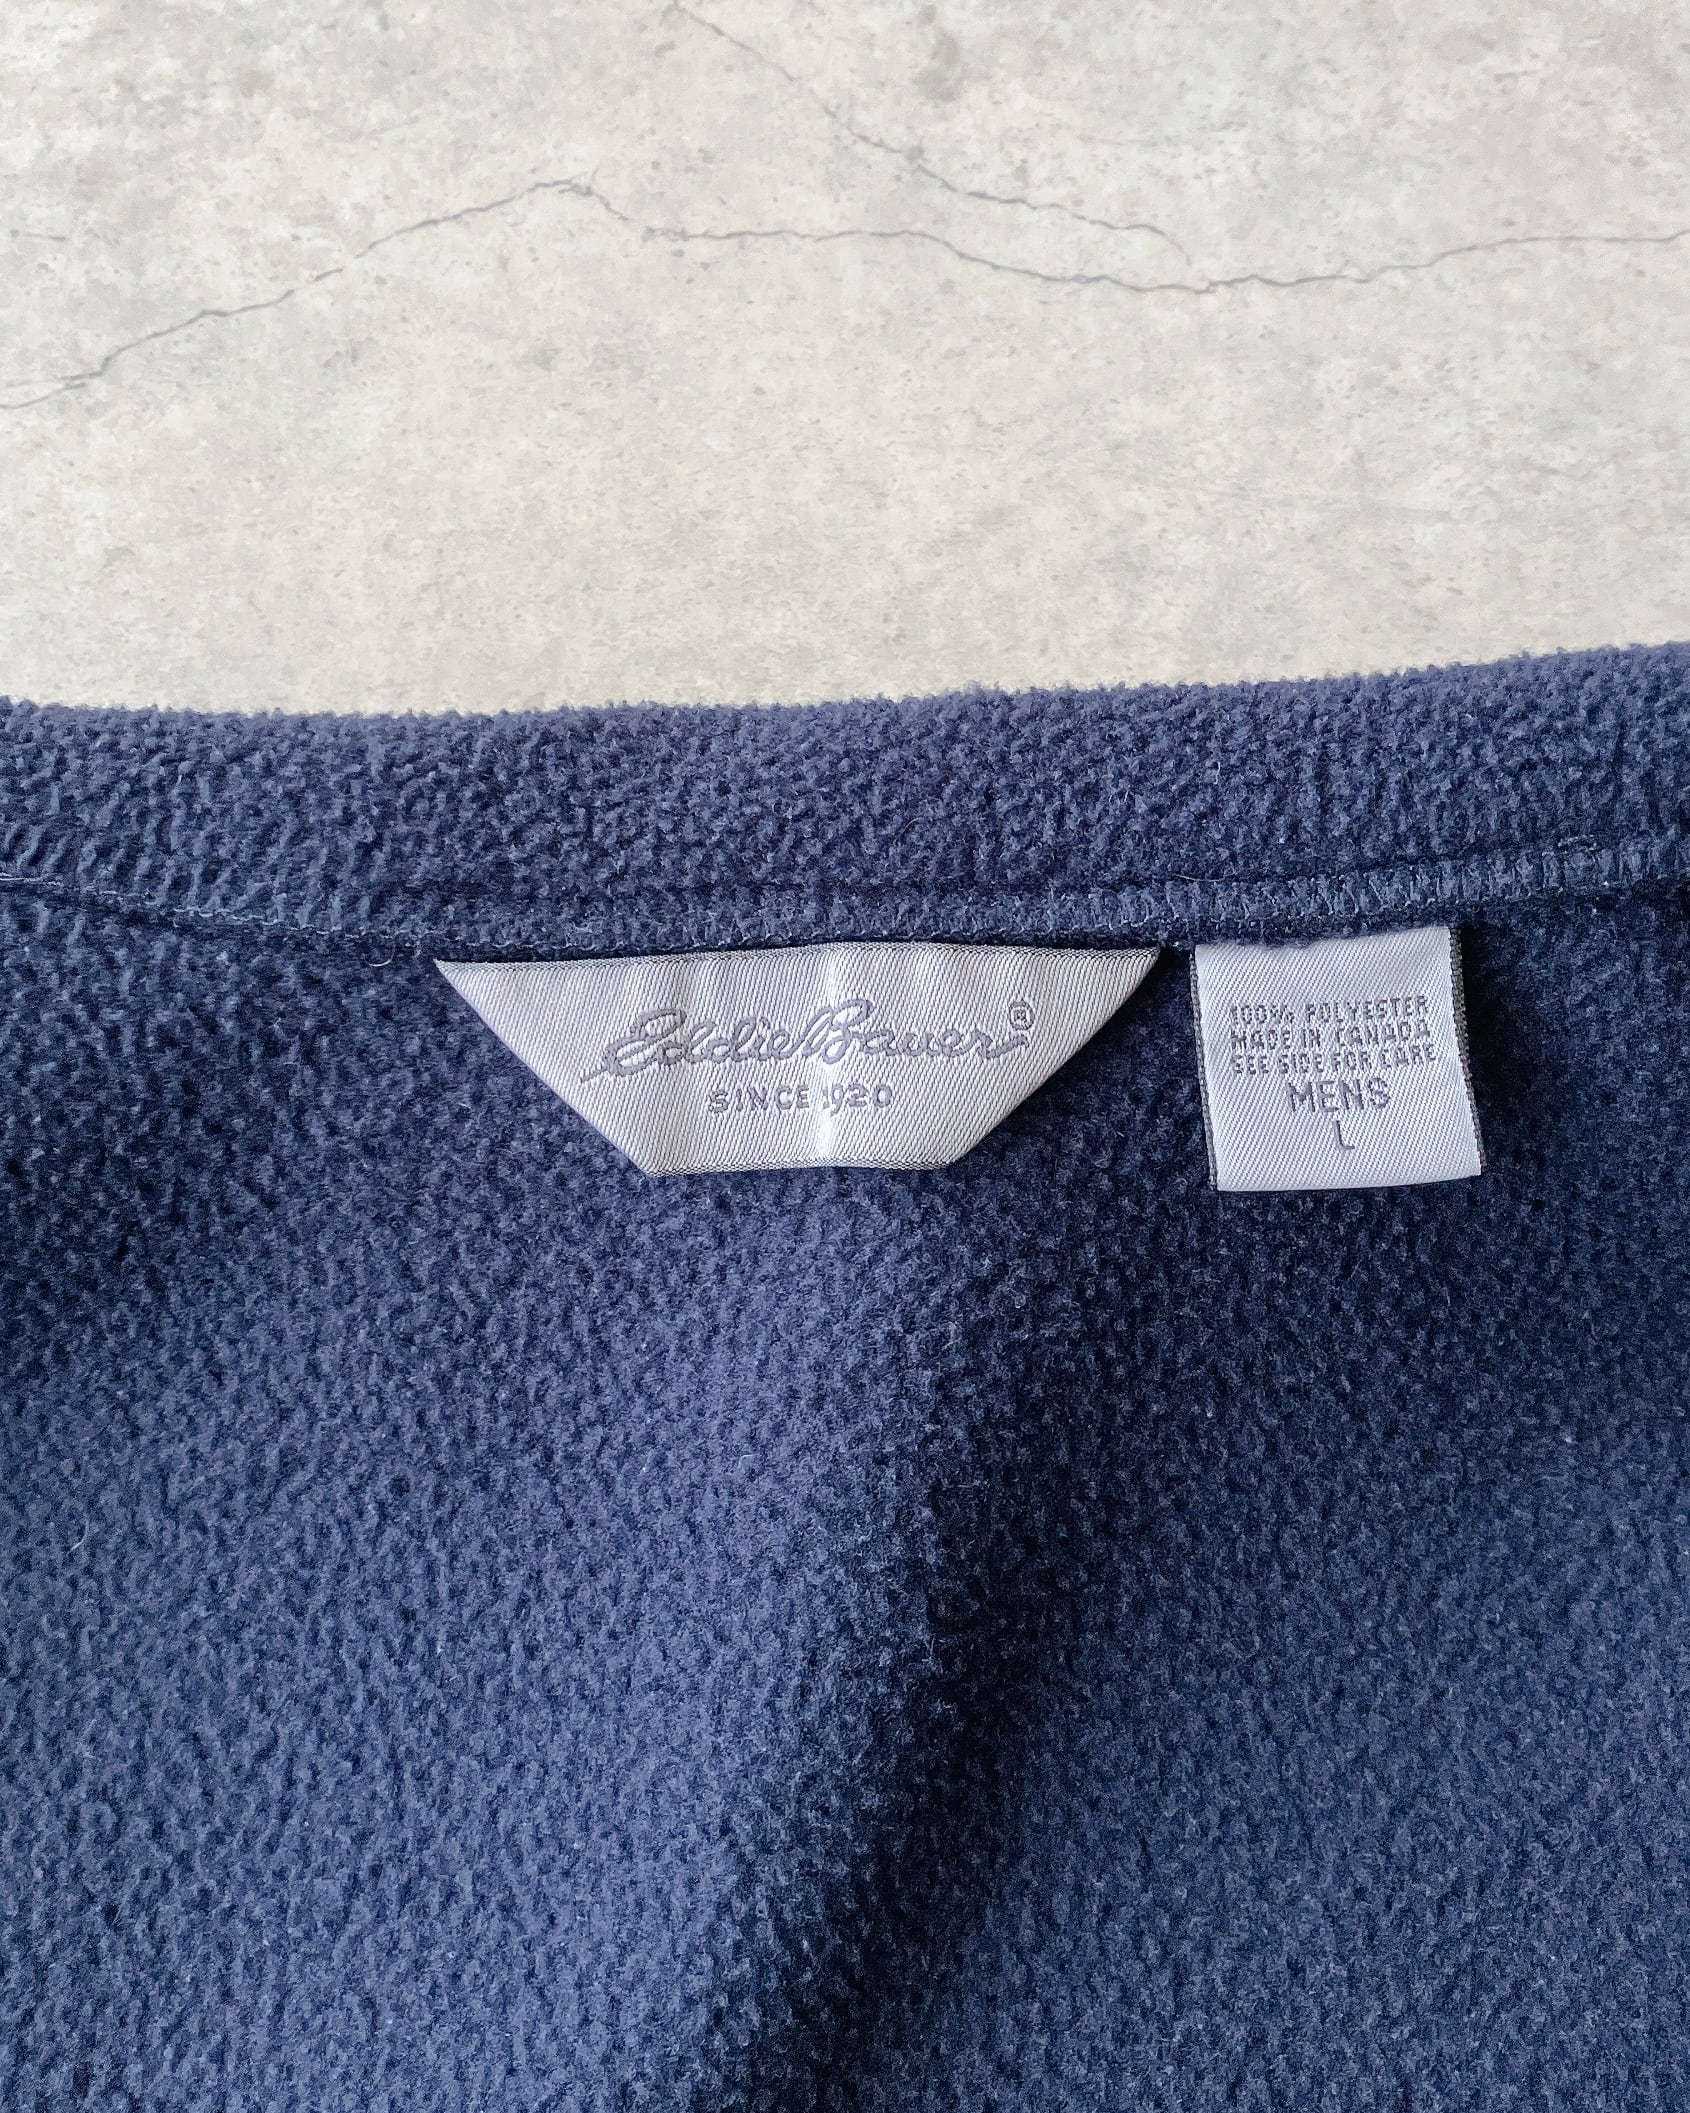 Eddie Bauer®
SINCE 1920
100% POLYESTER
MADE IN CANADA
SEE SIDE FOR CARE
MENS
L